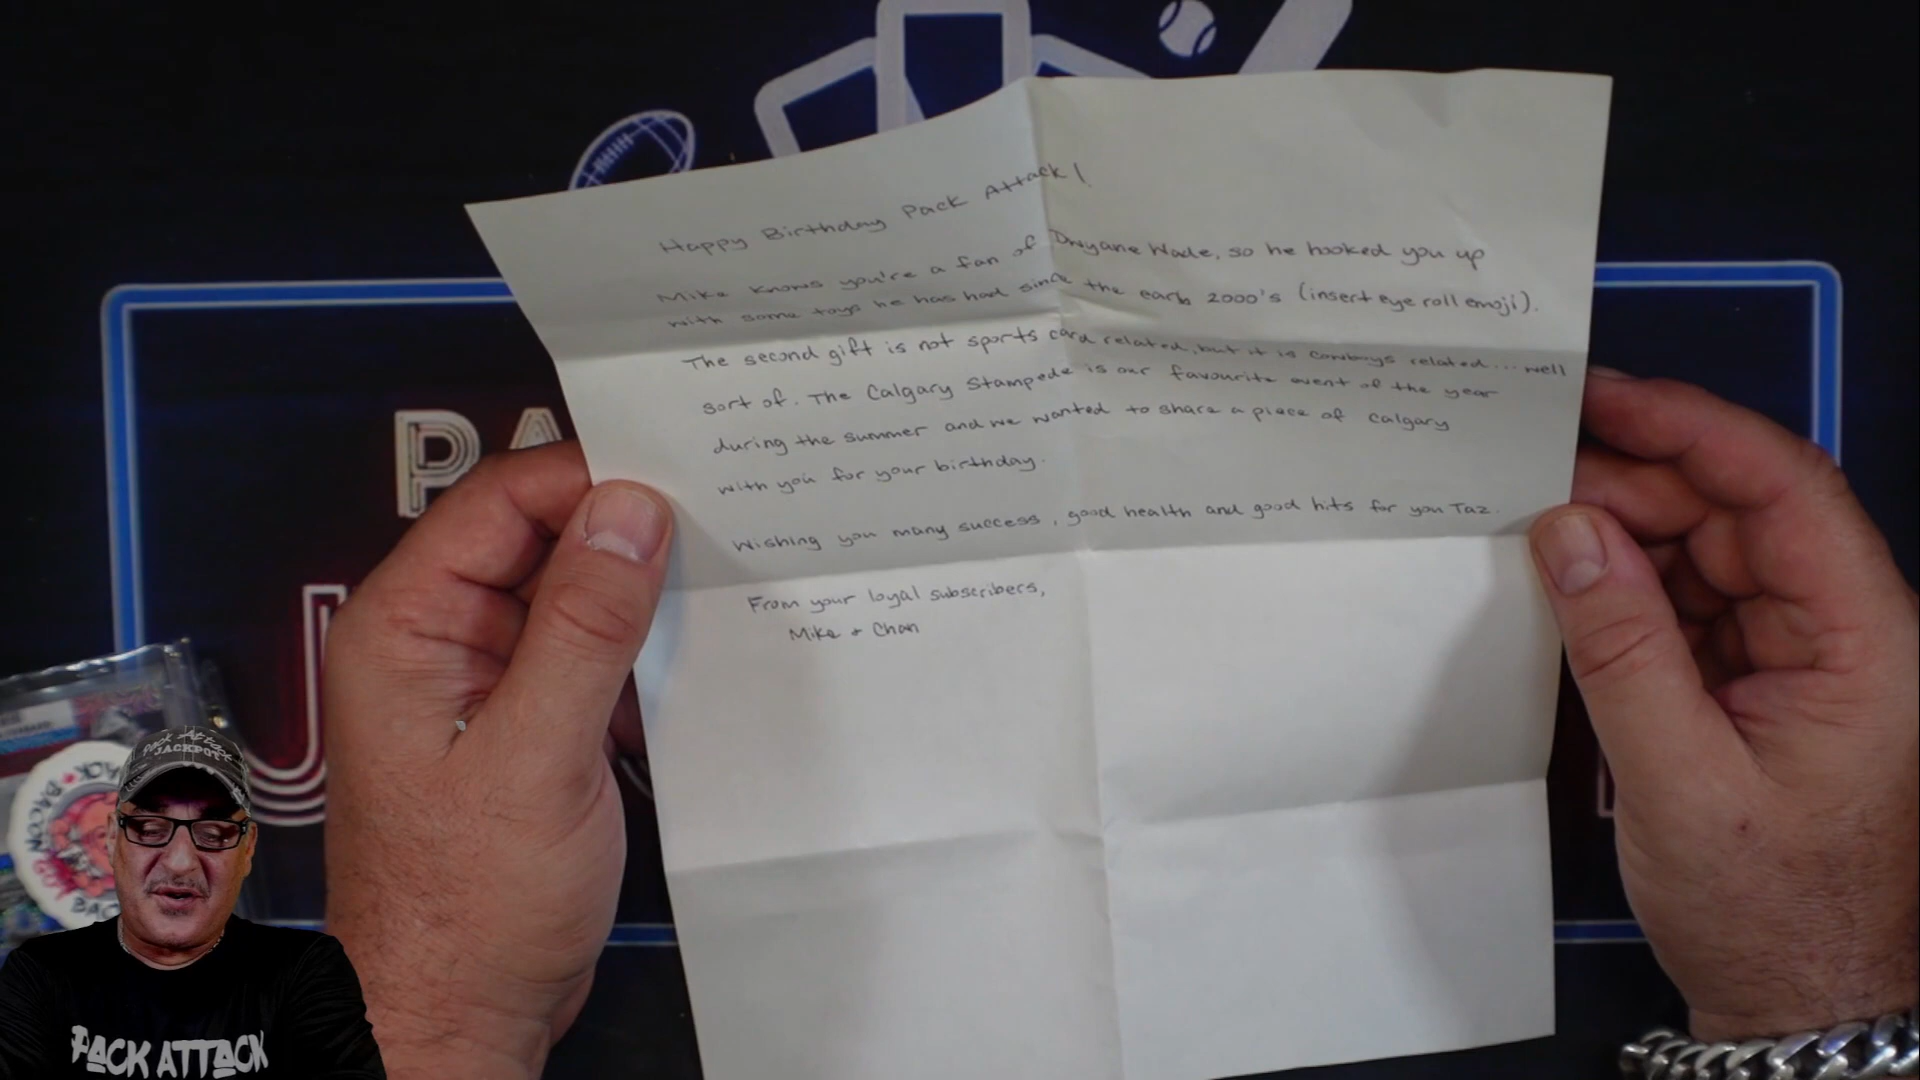 Happy Birthday Pack Attack!
Mike knows you're a fan of Dwyane Wade, so he hooked you up
with some toys he has had since the early 2000's (insert eye roll emoji).
The second gift is not sports card related, but it is cowboys related... well
sort of. The Calgary Stampede is our favourite event of the year
during the summer and we wanted to share a piece of Calgary
with you for your birthday.
Wishing you many success, good health and good hits for you Taz.
From your loyal subscribers,
Mike + Chan
PA
J
BACON
Pack Attack
JACKPOT
PACK ATTACK